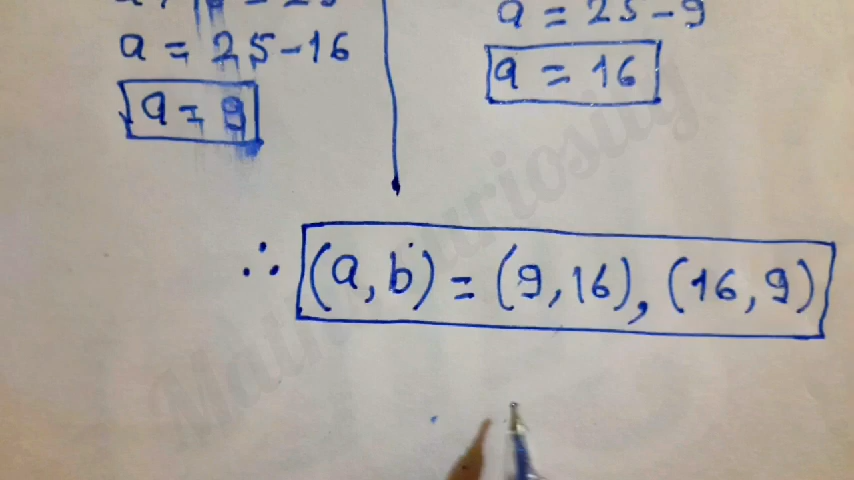 a = 25-16
a = 9
a = 25-9
a = 16
∴ (a,b) = (9,16), (16,9)